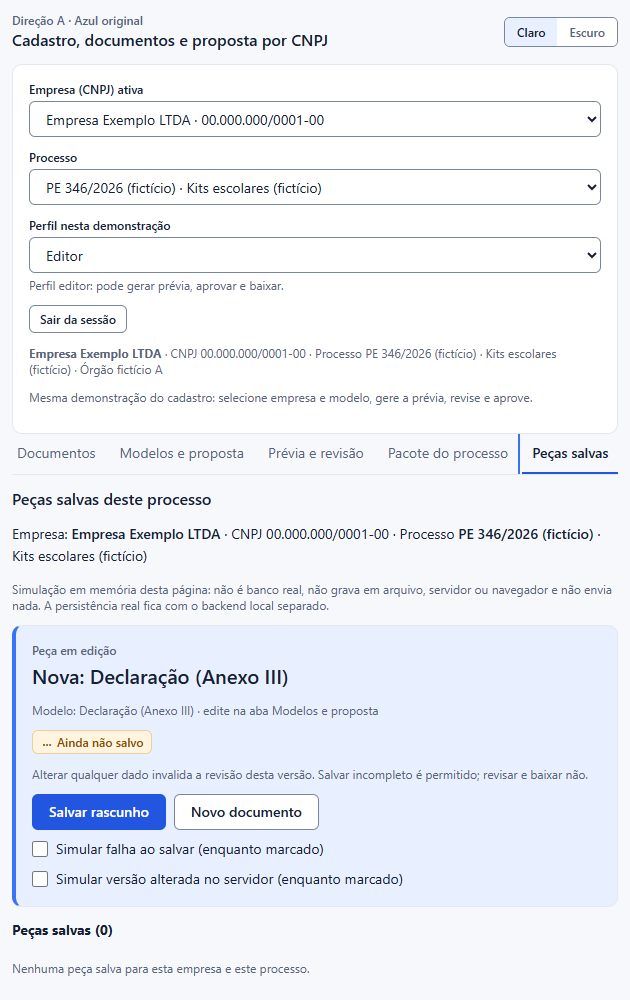 Direção A · Azul original
Cadastro, documentos e proposta por CNPJ
Claro
Escuro
Empresa (CNPJ) ativa
Empresa Exemplo LTDA · 00.000.000/0001-00
Processo
PE 346/2026 (fictício) · Kits escolares (fictício)
Perfil nesta demonstração
Editor
Perfil editor: pode gerar prévia, aprovar e baixar.
Sair da sessão
Empresa Exemplo LTDA · CNPJ 00.000.000/0001-00 · Processo PE 346/2026 (fictício) · Kits escolares
(fictício) · Órgão fictício A
Mesma demonstração do cadastro: selecione empresa e modelo, gere a prévia, revise e aprove.
Documentos
Modelos e proposta
Prévia e revisão
Pacote do processo
Peças salvas
Peças salvas deste processo
Empresa: Empresa Exemplo LTDA · CNPJ 00.000.000/0001-00 · Processo PE 346/2026 (fictício) ·
Kits escolares (fictício)
Simulação em memória desta página: não é banco real, não grava em arquivo, servidor ou navegador e não envia
nada. A persistência real fica com o backend local separado.
Peça em edição
Nova: Declaração (Anexo III)
Modelo: Declaração (Anexo III) · edite na aba Modelos e proposta
… Ainda não salvo
Alterar qualquer dado invalida a revisão desta versão. Salvar incompleto é permitido; revisar e baixar não.
Salvar rascunho
Novo documento
Simular falha ao salvar (enquanto marcado)
Simular versão alterada no servidor (enquanto marcado)
Peças salvas (0)
Nenhuma peça salva para esta empresa e este processo.